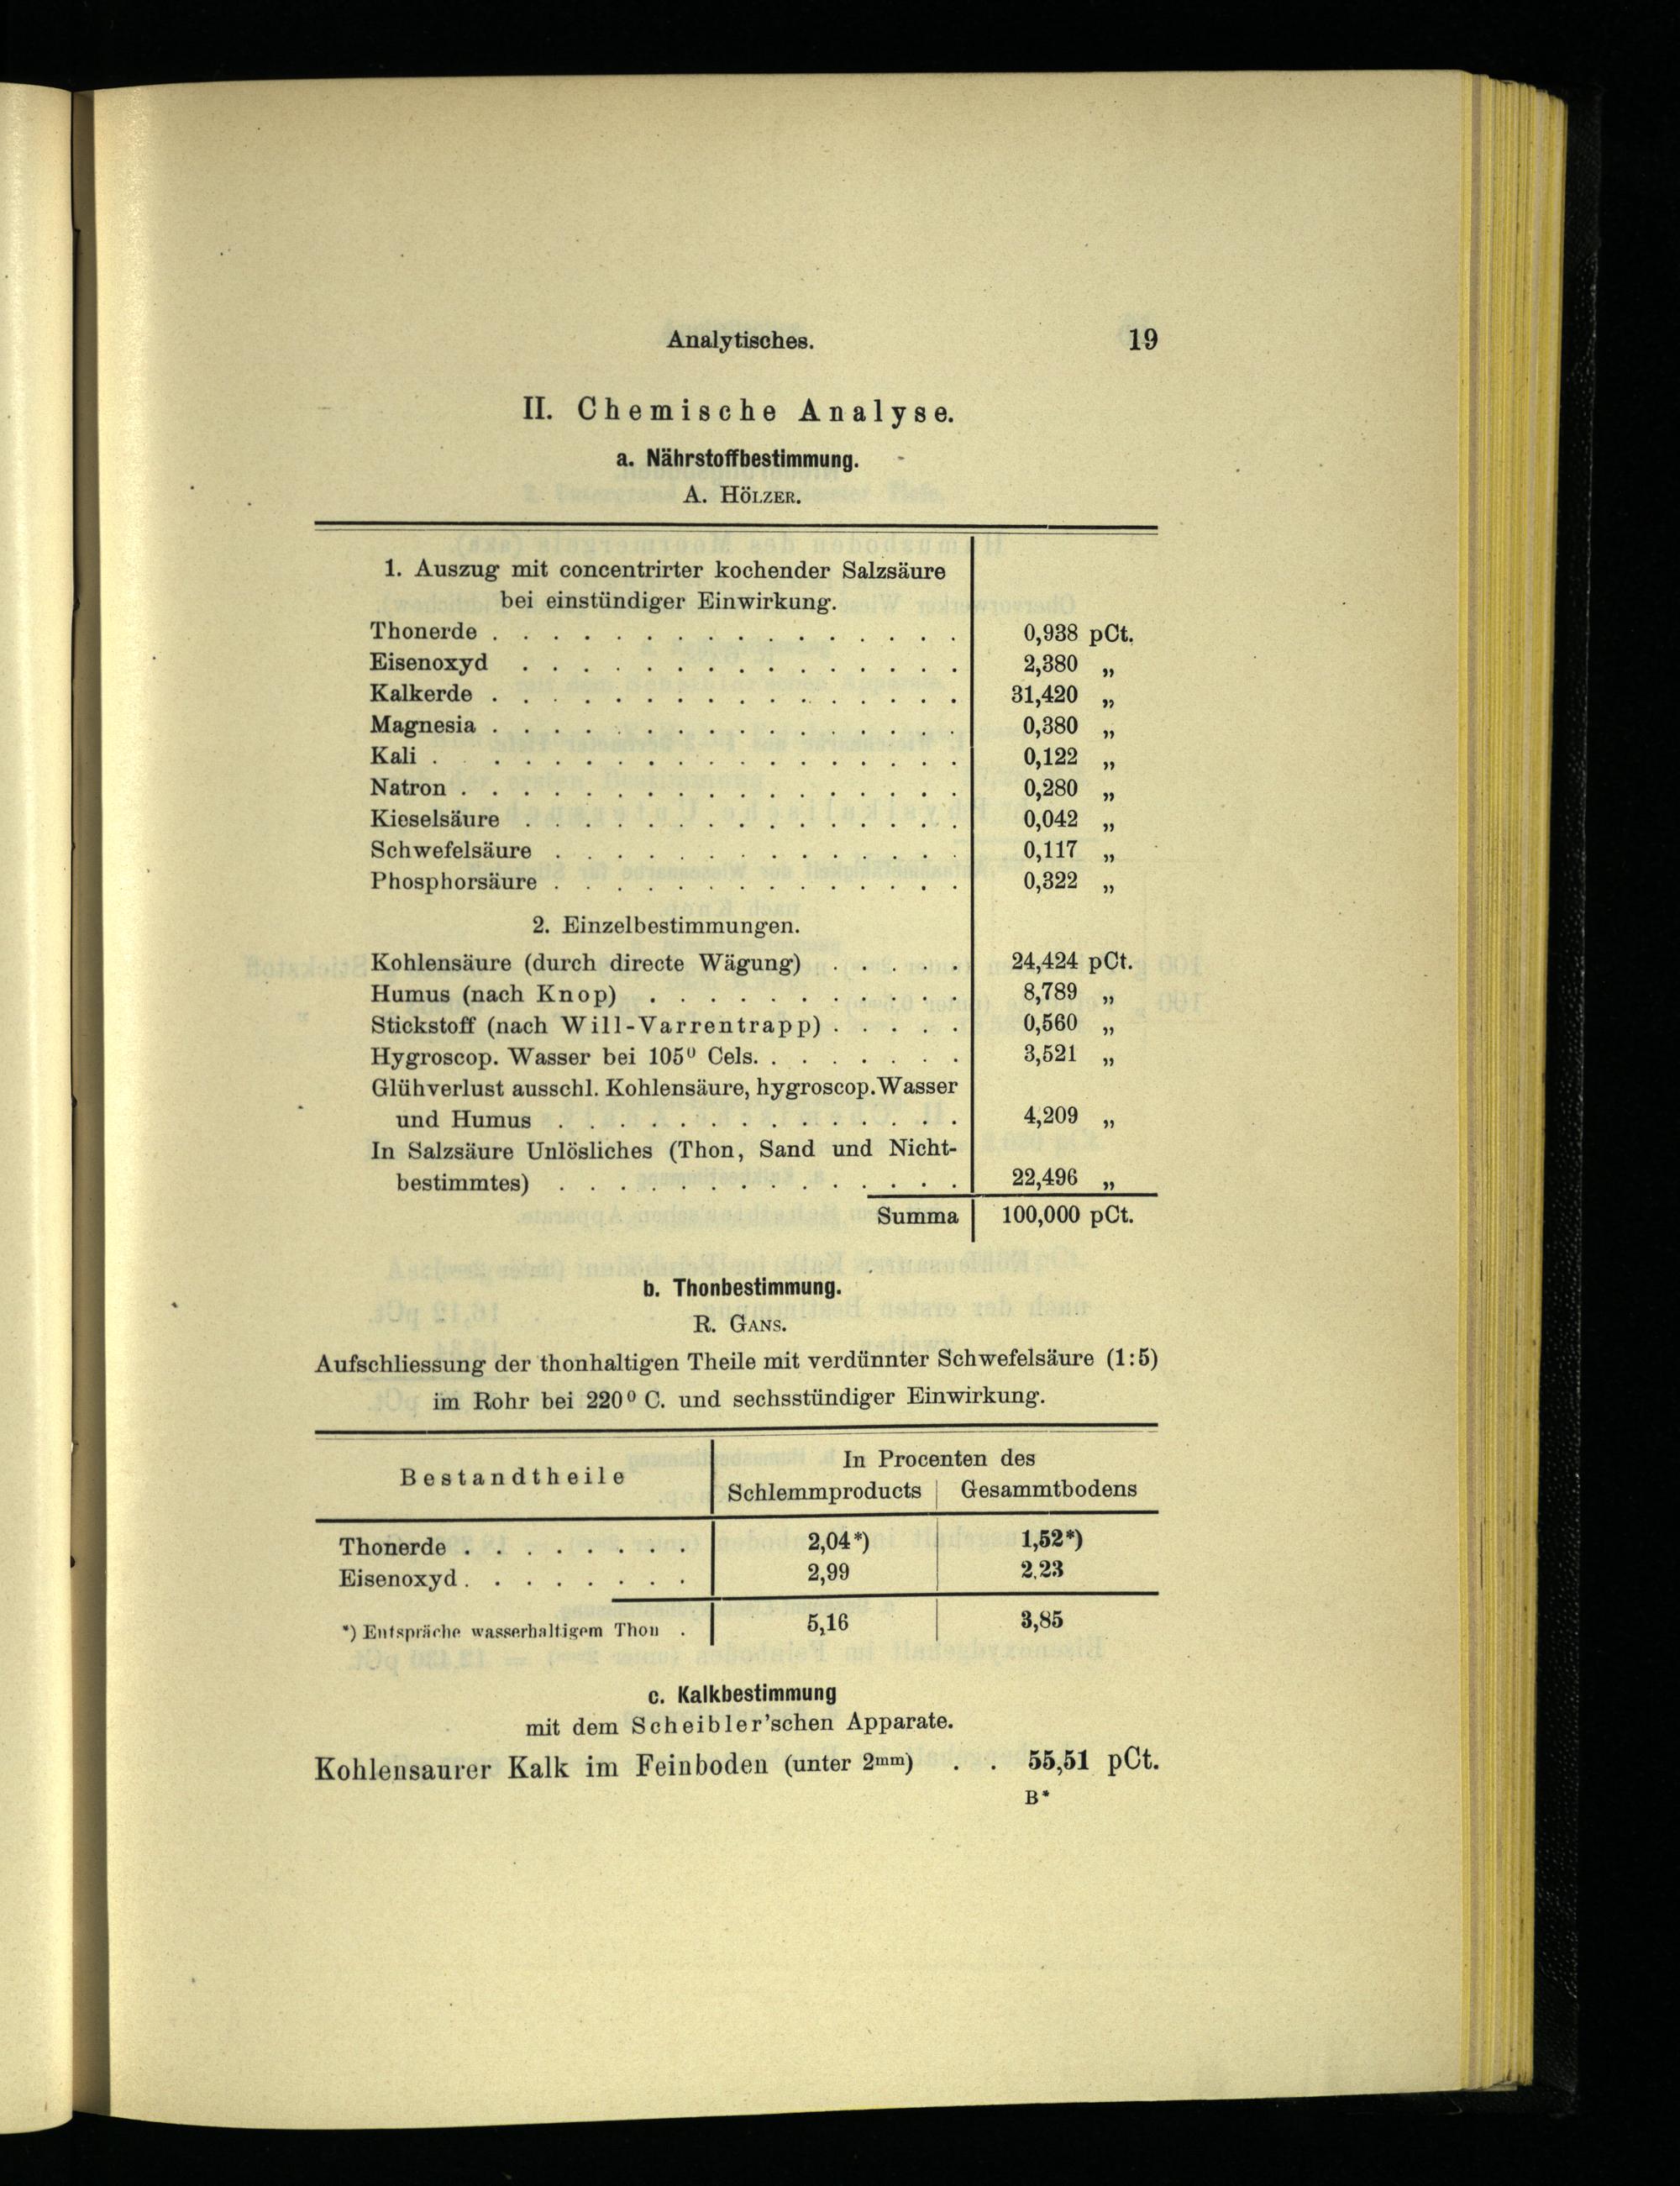 Analytisches. 19
II. Chemische Analyse.
a. Nährstoffbestimmung.
A. Hölzer.
1. Auszug mit concentrirter kochender Salzsäure
bei einstündiger Einwirkung.
Thonerde . . . . . . . . . . . . . . . . 0,938 pCt.
Eisenoxyd . . . . . . . . . . . . . . . 2,380 „
Kalkerde . . . . . . . . . . . . . . . . 31,420 „
Magnesia . . . . . . . . . . . . . . . . 0,380 „
Kali . . . . . . . . . . . . . . . . . 0,122 „
Natron . . . . . . . . . . . . . . . . . 0,280 „
Kieselsäure . . . . . . . . . . . . . . . 0,042 „
Schwefelsäure . . . . . . . . . . . . . . 0,117 „
Phosphorsäure . . . . . . . . . . . . . . 0,322 „
2. Einzelbestimmungen.
Kohlensäure (durch directe Wägung) . . . . . 24,424 pCt.
Humus (nach Knop) . . . . . . . . . . . 8,789 „
Stickstoff (nach Will-Varrentrapp) . . . . . 0,560 „
Hygroscop. Wasser bei 105⁰ Cels. . . . . . . . 3,521 „
Glühverlust ausschl. Kohlensäure, hygroscop. Wasser
und Humus . . . . . . . . . . . . . . 4,209 „
In Salzsäure Unlösliches (Thon, Sand und Nicht-
bestimmtes) . . . . . . . . . . . . . . 22,496 „
Summa 100,000 pCt.
b. Thonbestimmung.
R. Gans.
Aufschliessung der thonhaltigen Theile mit verdünnter Schwefelsäure (1:5)
im Rohr bei 220⁰ C. und sechsstündiger Einwirkung.
In Procenten des
Bestandtheile
Schlemmproducts Gesammtbodens
Thonerde . . . . . . . . 2,04*) 1,52*)
Eisenoxyd . . . . . . . . 2,99 2,23
*) Entspräche wasserhaltigem Thon . 5,16 3,85
c. Kalkbestimmung
mit dem Scheibler'schen Apparate.
Kohlensaurer Kalk im Feinboden (unter 2mm) . . 55,51 pCt.
B*